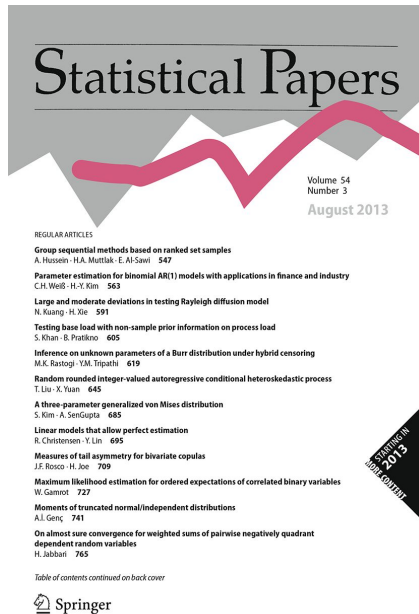 Statistical Papers
Volume 54
Number 3
August 2013
REGULAR ARTICLES
Group sequential methods based on ranked set samples
A. Hussein · H.A. Muttlak · E. Al-Sawi 547
Parameter estimation for binomial AR(1) models with applications in finance and industry
C.H. Weiß · H.-Y. Kim 563
Large and moderate deviations in testing Rayleigh diffusion model
N. Kuang · H. Xie 591
Testing base load with non-sample prior information on process load
S. Khan · B. Pratikno 605
Inference on unknown parameters of a Burr distribution under hybrid censoring
M.K. Rastogi · Y.M. Tripathi 619
Random rounded integer-valued autoregressive conditional heteroskedastic process
T. Liu · X. Yuan 645
A three-parameter generalized von Mises distribution
S. Kim · A. SenGupta 685
Linear models that allow perfect estimation
R. Christensen · Y. Lin 695
Measures of tail asymmetry for bivariate copulas
J.F. Rosco · H. Joe 709
Maximum likelihood estimation for ordered expectations of correlated binary variables
W. Gamrot 727
Moments of truncated normal/independent distributions
A.İ. Genç 741
On almost sure convergence for weighted sums of pairwise negatively quadrant
dependent random variables
H. Jabbari 765
STARTING IN
2013
MORE CONTENT
Table of contents continued on back cover
Springer